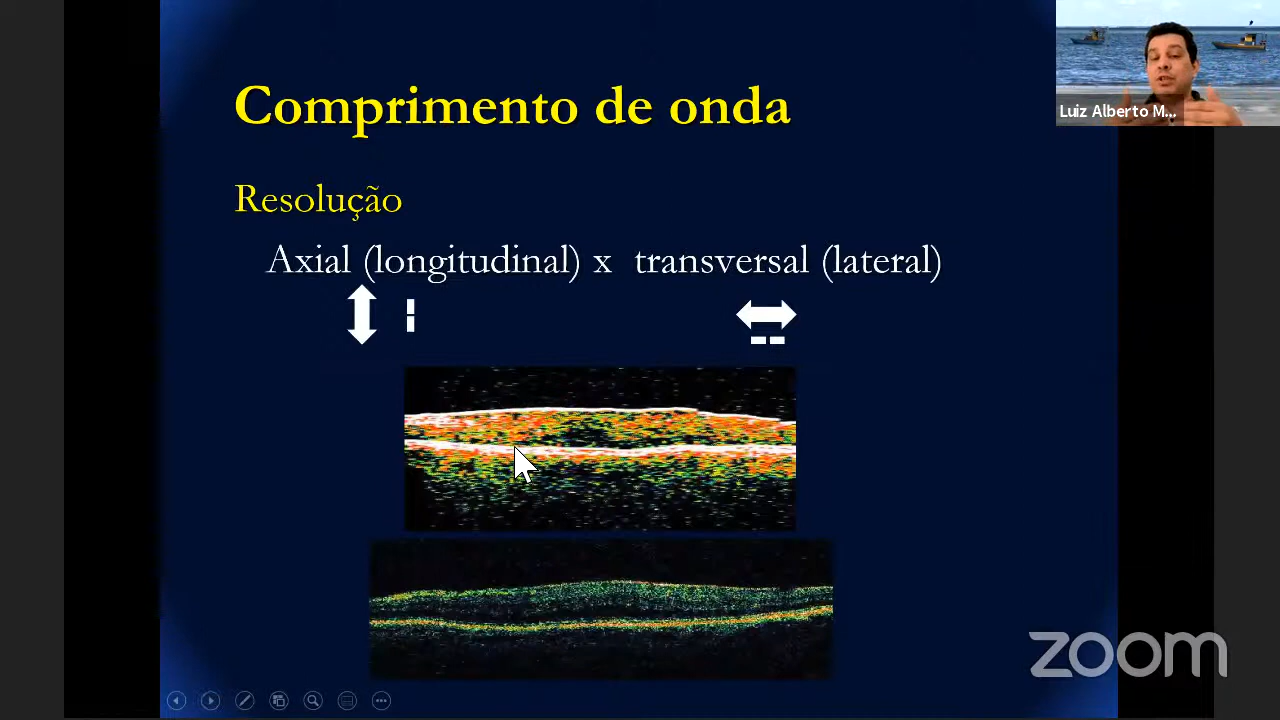 Comprimento de onda
Luiz Alberto M...
Resolução
Axial (longitudinal) x transversal (lateral)
zoom